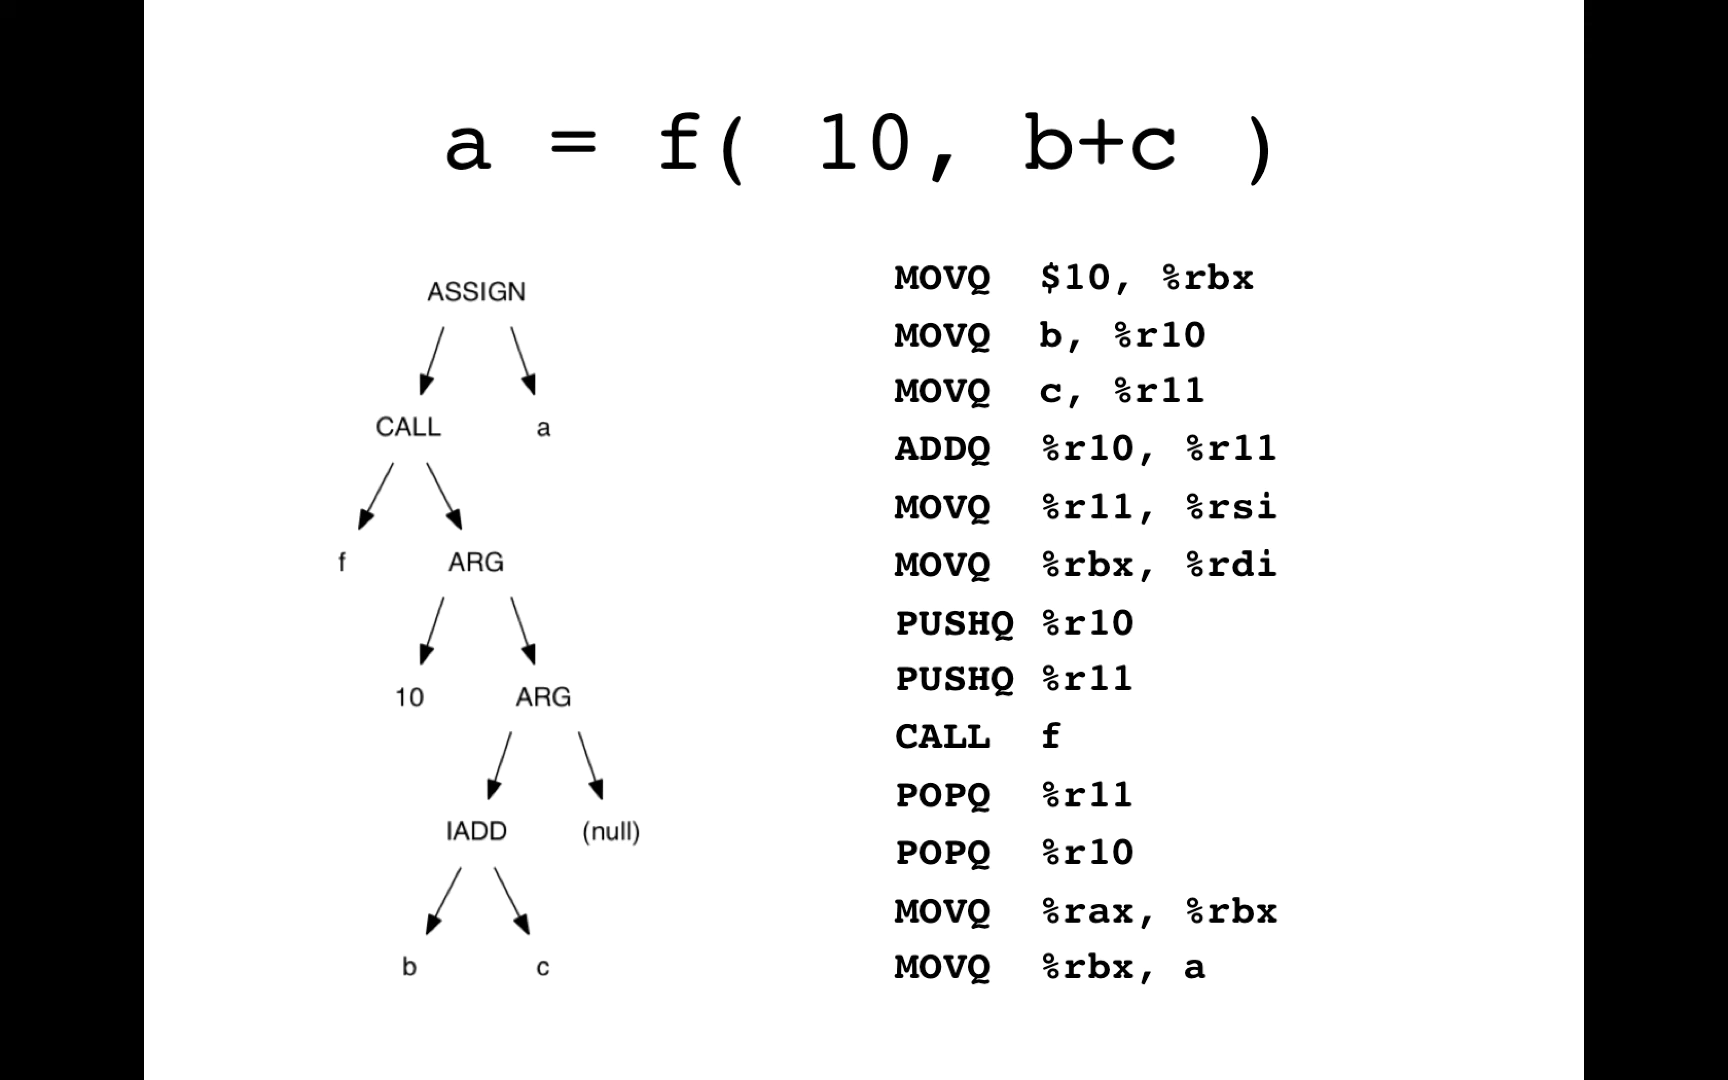 a = f( 10, b+c )
ASSIGN
CALL a
f ARG
10 ARG
IADD (null)
b c
MOVQ $10, %rbx
MOVQ b, %r10
MOVQ c, %r11
ADDQ %r10, %r11
MOVQ %r11, %rsi
MOVQ %rbx, %rdi
PUSHQ %r10
PUSHQ %r11
CALL f
POPQ %r11
POPQ %r10
MOVQ %rax, %rbx
MOVQ %rbx, a